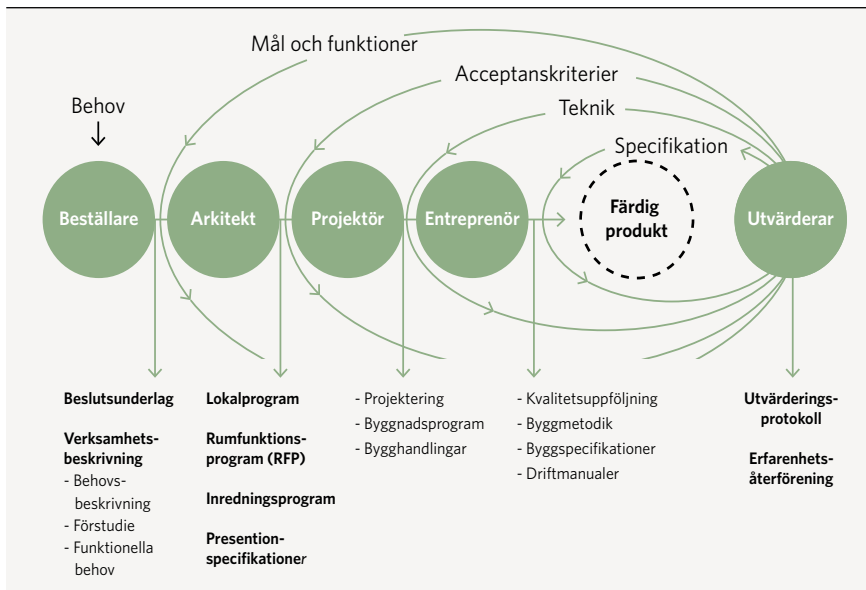 Mål och funktioner
Acceptanskriterier
Behov
Teknik
Specifikation
Beställare
Arkitekt
Projektör
Entreprenör
Färdig
produkt
Utvärderar
Beslutsunderlag
Verksamhets-
beskrivning
- Behovs-
beskrivning
- Förstudie
- Funktionella
behov
Lokalprogram
Rumfunktions-
program (RFP)
Inredningsprogram
Presention-
specifikationer
- Projektering
- Byggnadsprogram
- Bygghandlingar
- Kvalitetsuppföljning
- Byggmetodik
- Byggspecifikationer
- Driftmanualer
Utvärderings-
protokoll
Erfarenhets-
återförening